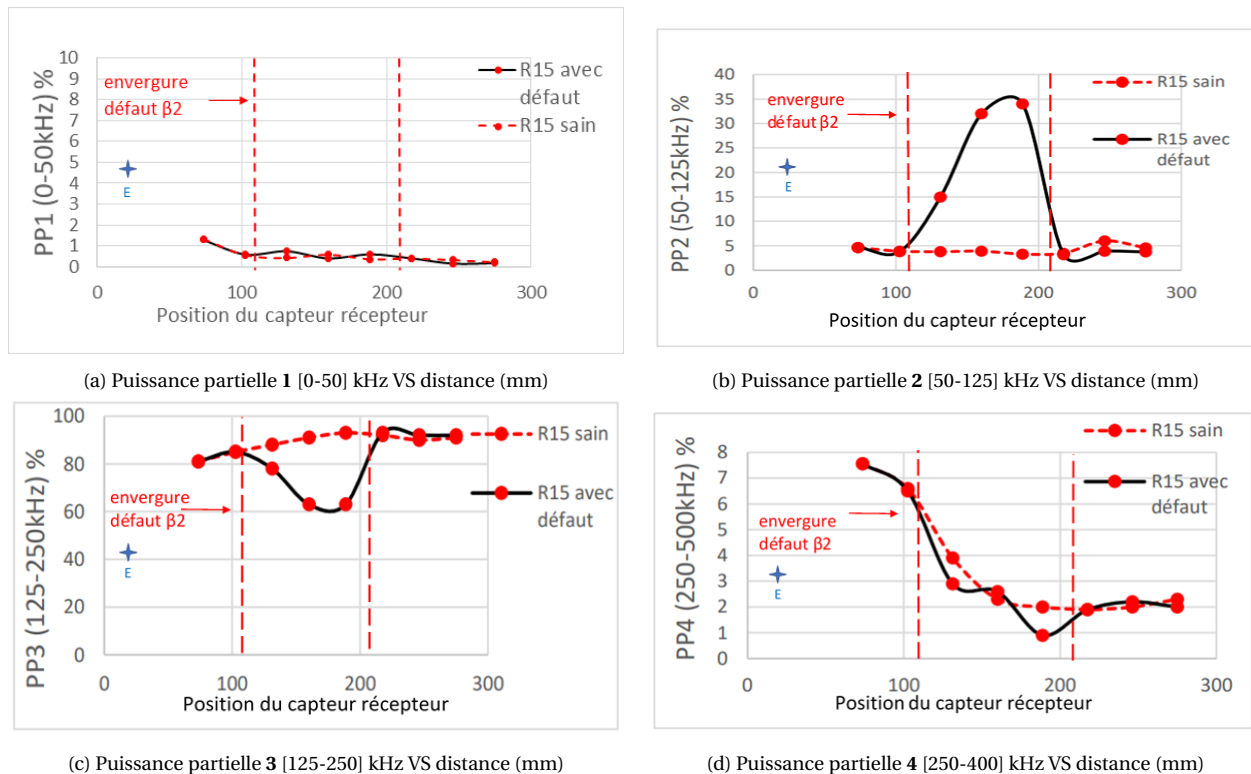 PP1 (0-50kHz) %
10
9
8
7
6
5
4
3
2
1
0
envergure
défaut β2
E
R15 avec
défaut
R15 sain
0
100
200
300
Position du capteur récepteur
(a) Puissance partielle 1 [0-50] kHz VS distance (mm)
PP2 (50-125kHz) %
40
35
30
25
20
15
10
5
0
envergure
défaut β2
E
R15 sain
R15 avec
défaut
0
100
200
300
Position du capteur récepteur
(b) Puissance partielle 2 [50-125] kHz VS distance (mm)
PP3 (125-250kHz) %
100
80
60
40
20
0
envergure
défaut β2
E
R15 sain
R15 avec
défaut
0
100
200
300
Position du capteur récepteur
(c) Puissance partielle 3 [125-250] kHz VS distance (mm)
PP4 (250-500kHz) %
8
7
6
5
4
3
2
1
0
envergure
défaut β2
E
R15 sain
R15 avec
défaut
0
100
200
300
Position du capteur récepteur
(d) Puissance partielle 4 [250-400] kHz VS distance (mm)